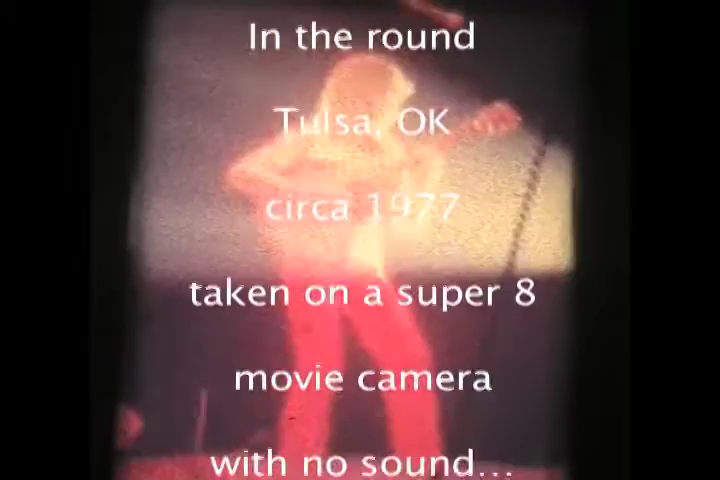 In the round
Tulsa, OK
circa 1977
taken on a super 8
movie camera
with no sound...